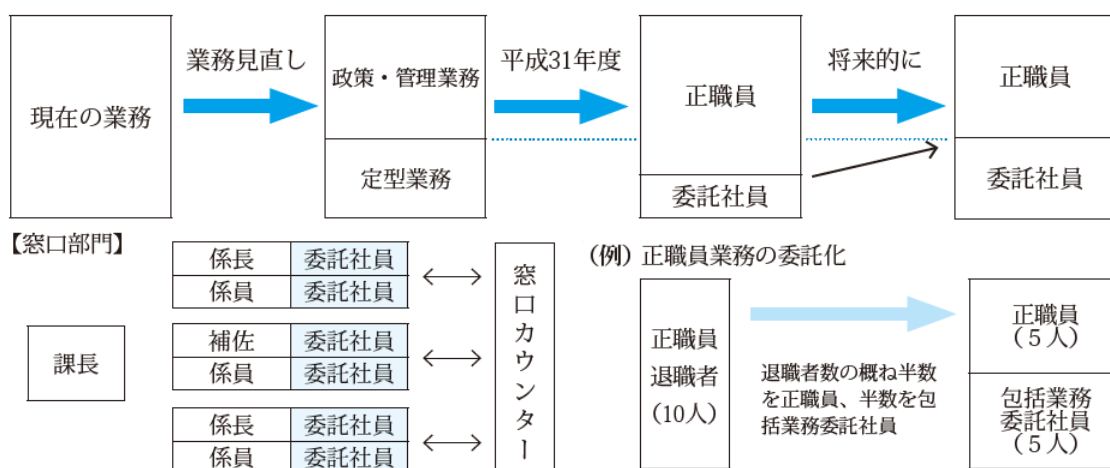 現在の業務
業務見直し
政策・管理業務
定型業務
平成31年度
正職員
委託社員
将来的に
正職員
委託社員
【窓口部門】
課長
係長 委託社員
係員 委託社員
補佐 委託社員
係員 委託社員
係長 委託社員
係員 委託社員
窓口カウンター
(例) 正職員業務の委託化
正職員
退職者
(10人)
退職者数の概ね半数
を正職員、半数を包
括業務委託社員
正職員
(5人)
包括業務
委託社員
(5人)